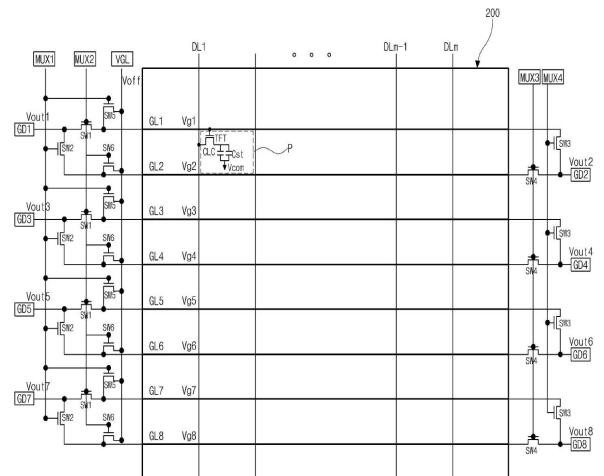 200
DL1 DLm-1 DLm
MUX1 MUX2 VGL MUX3 MUX4
Voff
SW5
Vout1 GL1 Vg1
GD1 SW1 TFT
SW2 SW6 CLC Cst P SW3 Vout2
GL2 Vg2 Vcom SW4 GD2
SW5
Vout3 GL3 Vg3
GD3 SW1
SW2 SW6 SW3 Vout4
GL4 Vg4 SW4 GD4
SW5
Vout5 GL5 Vg5
GD5 SW1
SW2 SW6 SW3 Vout6
GL6 Vg6 SW4 GD6
SW5
Vout7 GL7 Vg7
GD7 SW1
SW2 SW6 SW3 Vout8
GL8 Vg8 SW4 GD8